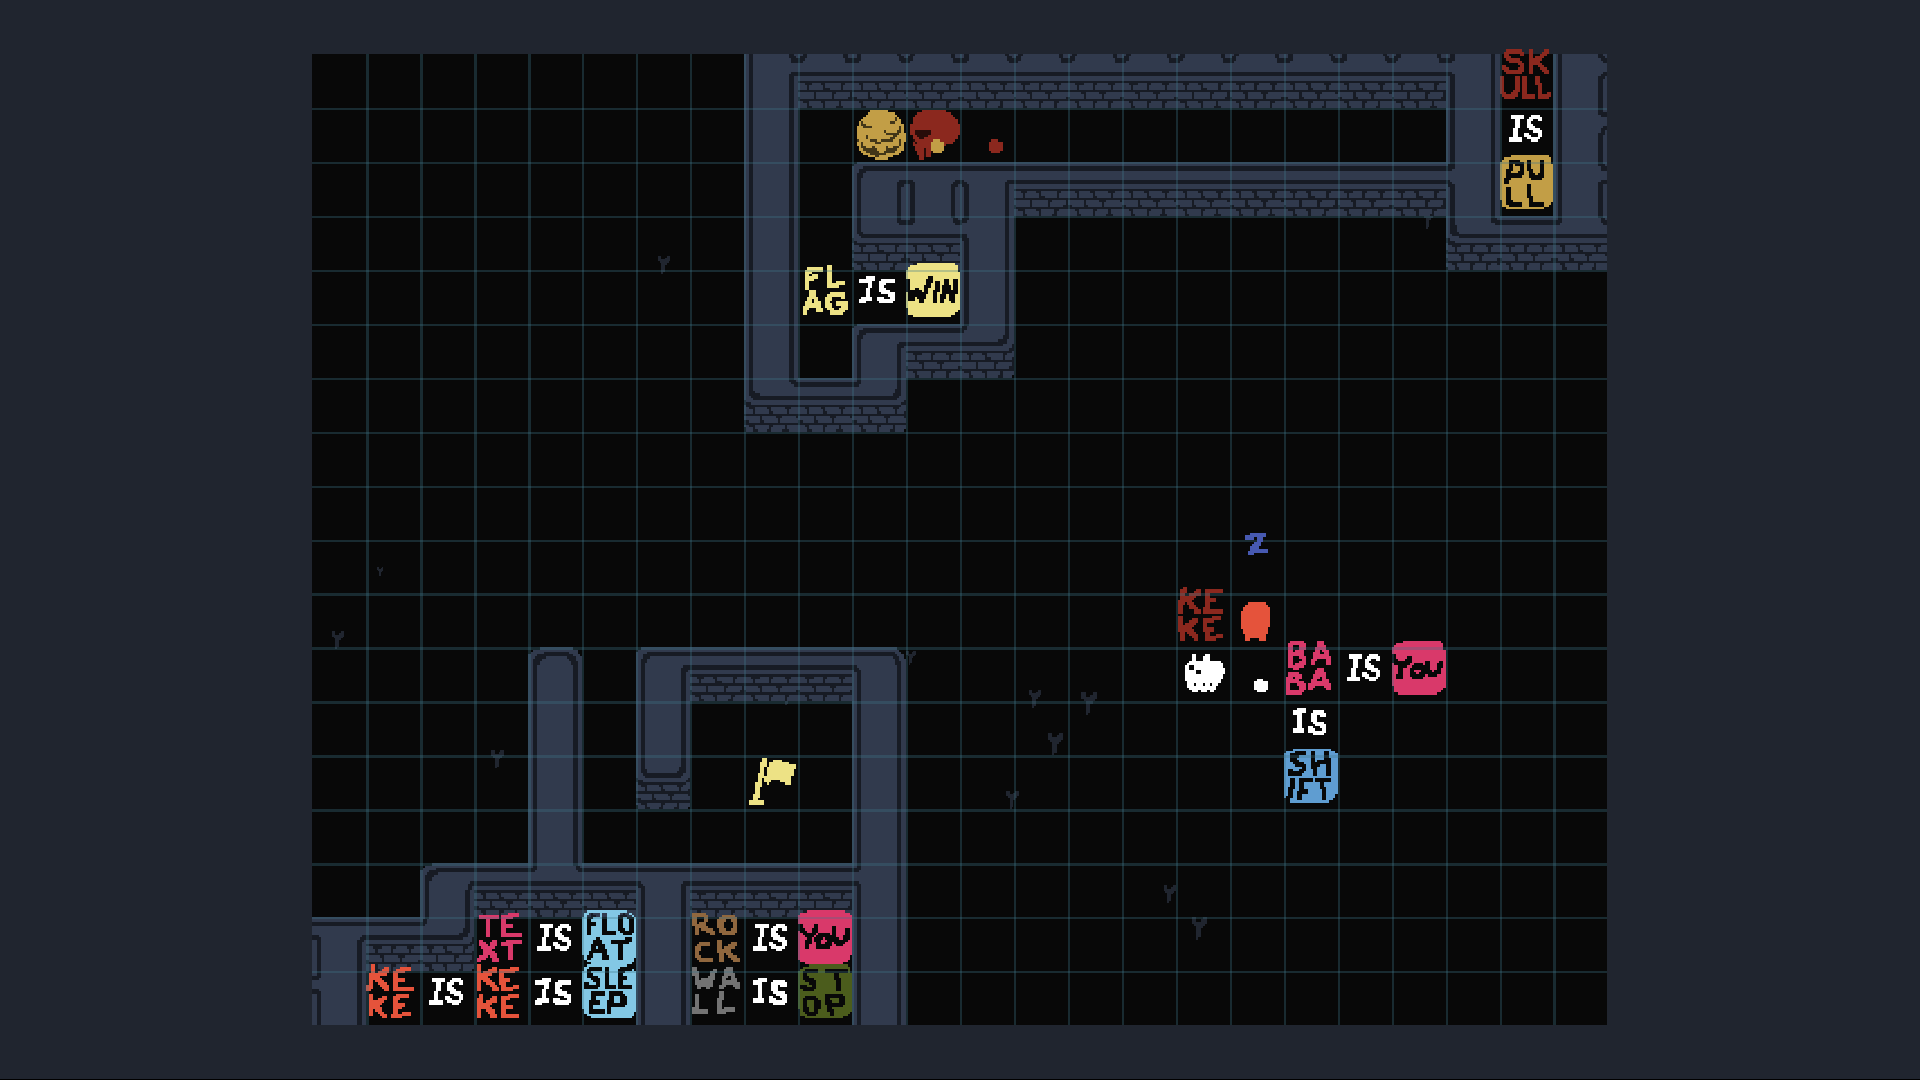 SKULL
IS
PULL
FLAG IS WIN
Z
KEKE
BABA IS YOU
IS
SHIFT
TEXT IS FLOAT ROCK IS YOU
KEKE IS KEKE IS SLEEP WALL IS STOP